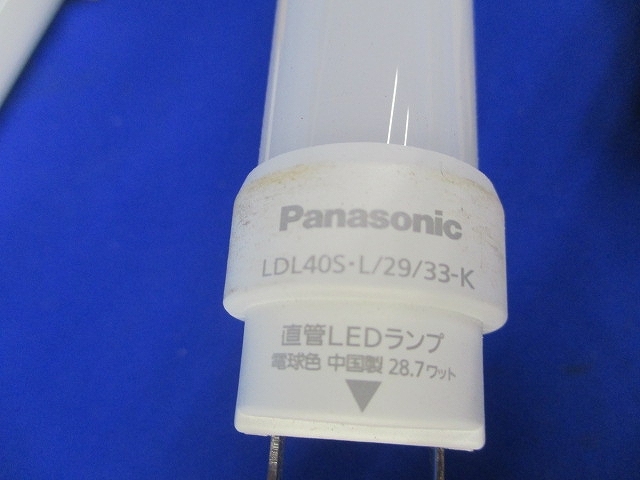 Panasonic
LDL40S・L/29/33-K
直管LEDランプ
電球色 中国製 28.7ワット